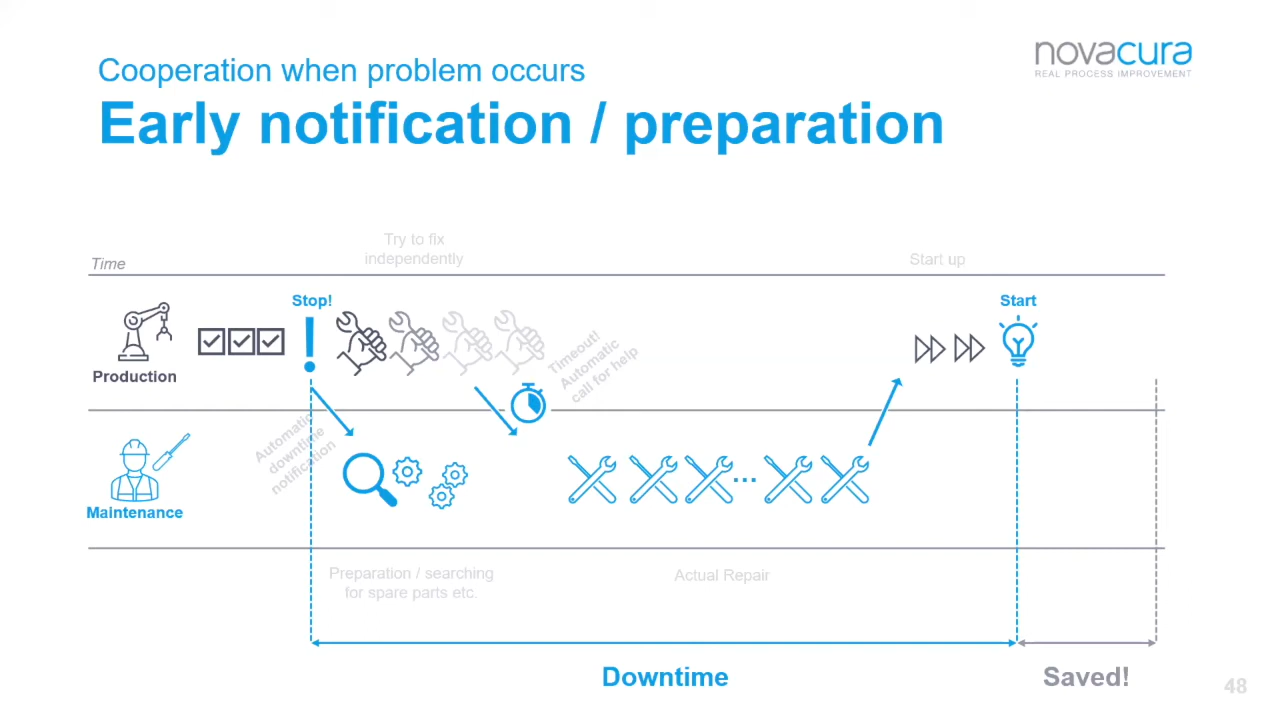 Cooperation when problem occurs
Early notification / preparation
novacura
REAL PROCESS IMPROVEMENT
Try to fix
independently
Start up
Time
Stop!
Start
Production
Timeout!
Automatic
call for help
Automatic
downtime
notification
Maintenance
...
Preparation / searching
for spare parts etc.
Actual Repair
Downtime
Saved!
48